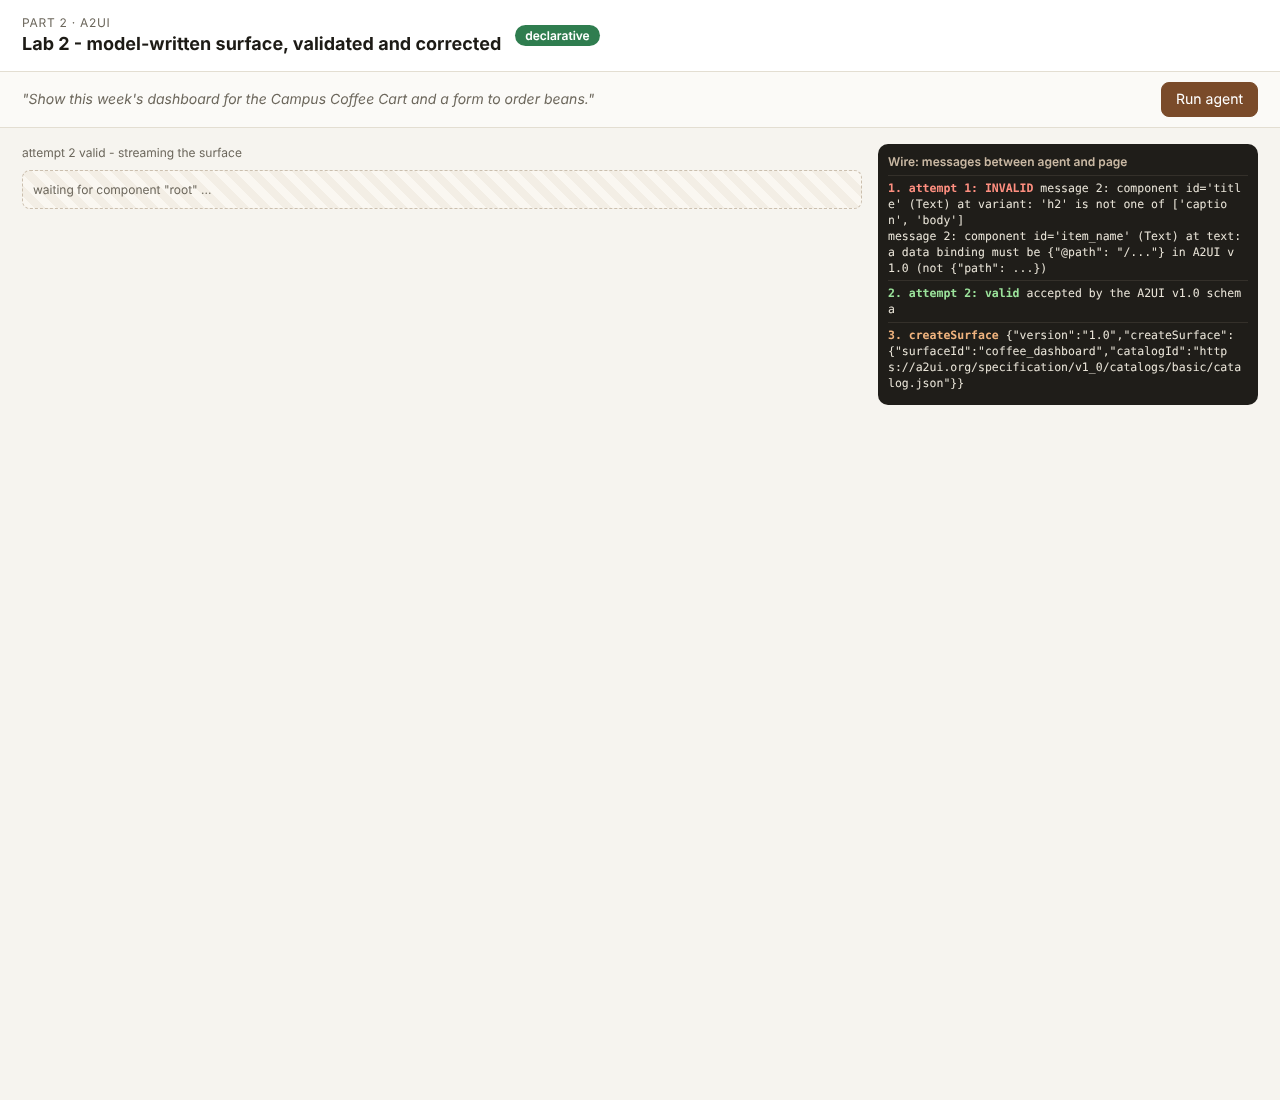 PART 2 · A2UI
Lab 2 - model-written surface, validated and corrected
declarative
"Show this week's dashboard for the Campus Coffee Cart and a form to order beans."
Run agent
attempt 2 valid - streaming the surface
waiting for component "root" ...
Wire: messages between agent and page
1. attempt 1: INVALID message 2: component id='titl
e' (Text) at variant: 'h2' is not one of ['captio
n', 'body']
message 2: component id='item_name' (Text) at text:
a data binding must be {"@path": "/..."} in A2UI v
1.0 (not {"path": ...})
2. attempt 2: valid accepted by the A2UI v1.0 schem
a
3. createSurface {"version":"1.0","createSurface":
{"surfaceId":"coffee_dashboard","catalogId":"http
s://a2ui.org/specification/v1_0/catalogs/basic/cata
log.json"}}